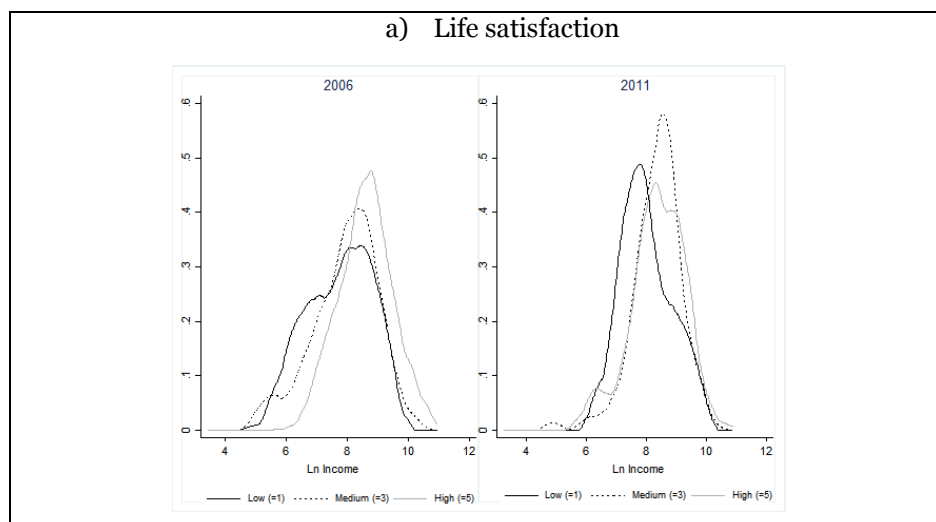 a) Life satisfaction
2006
2011
.6
.5
.4
.3
.2
.1
0
4 6 8 10 12
Ln Income
Low (=1) Medium (=3) High (=5)
.6
.5
.4
.3
.2
.1
0
4 6 8 10 12
Ln Income
Low (=1) Medium (=3) High (=5)